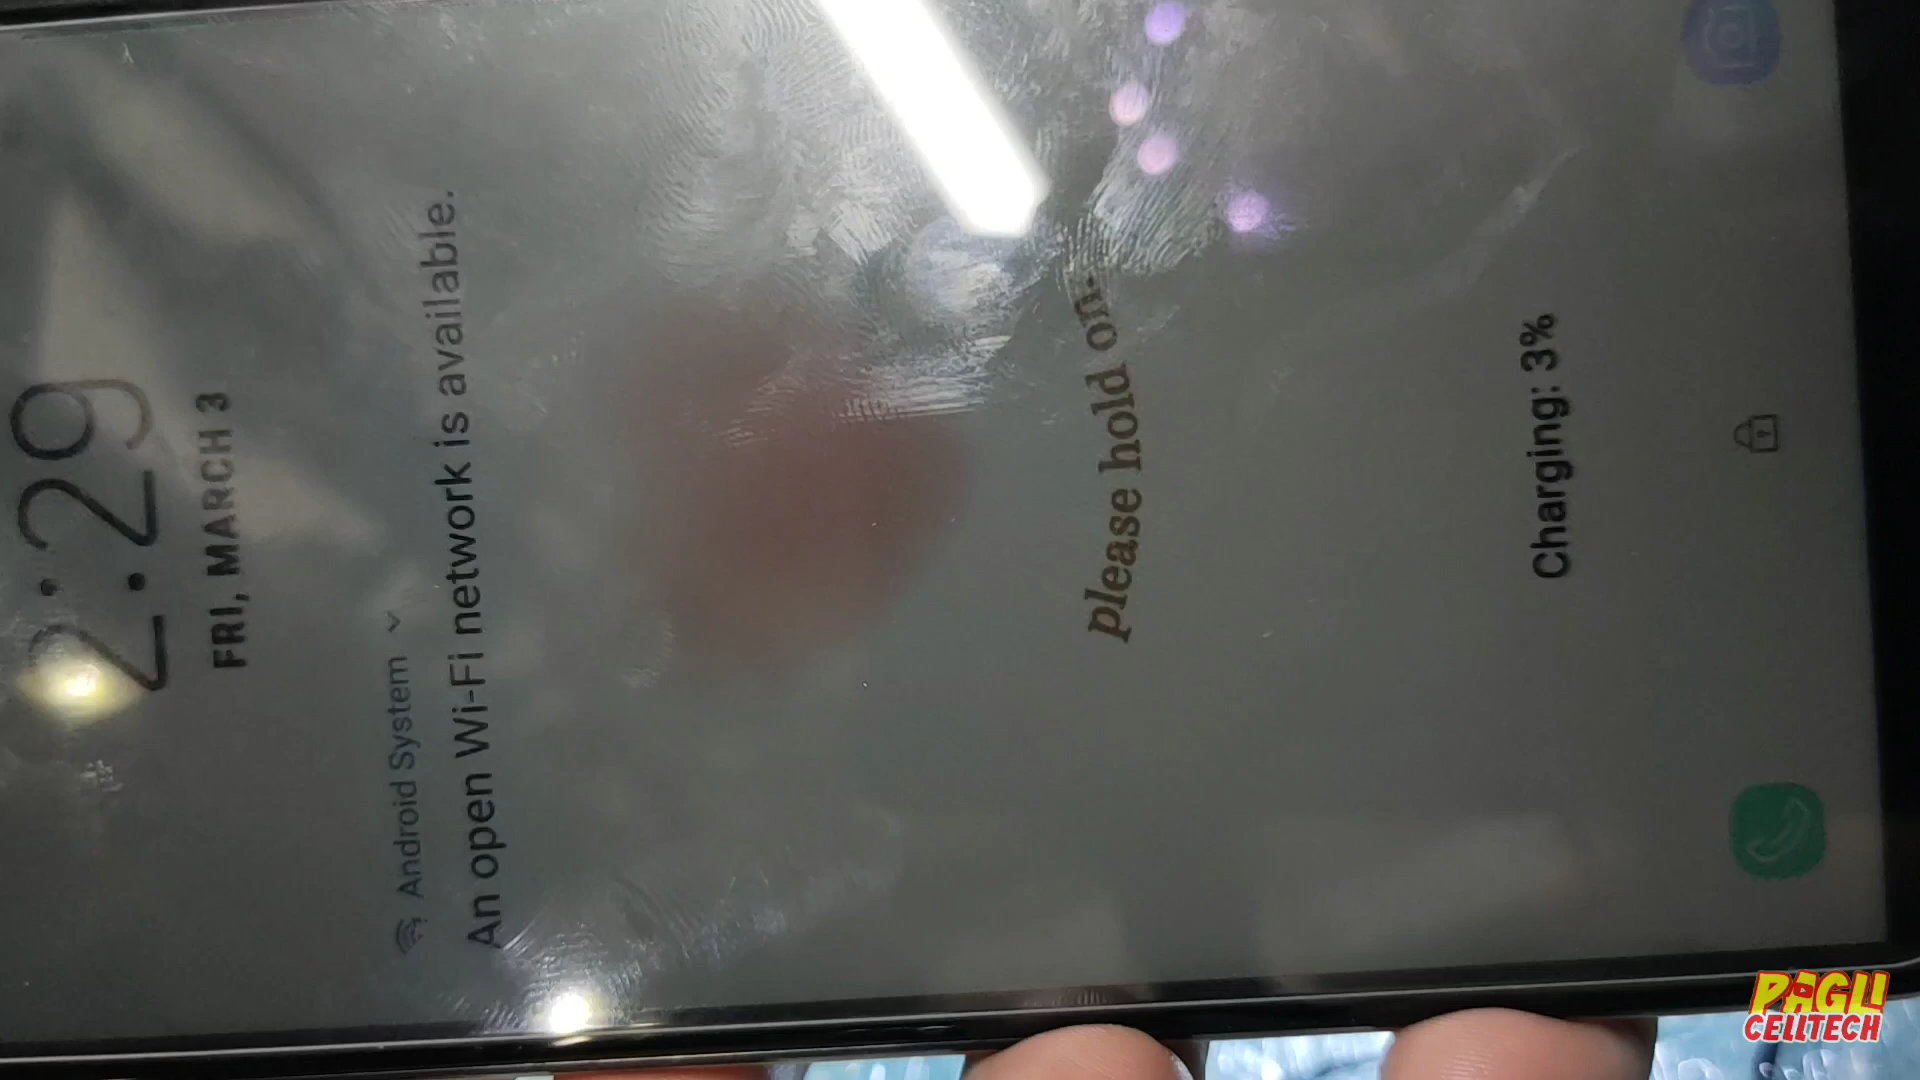 2:29
FRI, MARCH 3
Android System
An open Wi-Fi network is available.
please hold on.
Charging: 3%
PAGLI
CELLTECH